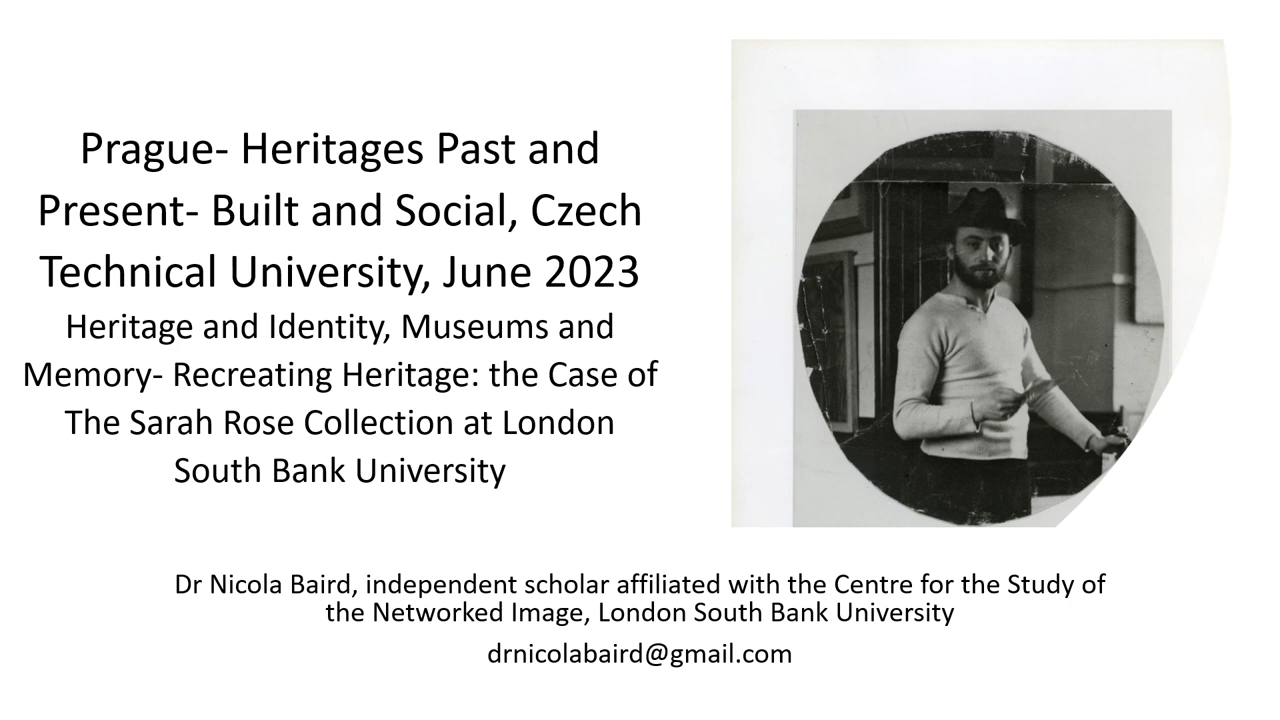 Prague- Heritages Past and
Present- Built and Social, Czech
Technical University, June 2023
Heritage and Identity, Museums and
Memory- Recreating Heritage: the Case of
The Sarah Rose Collection at London
South Bank University
Dr Nicola Baird, independent scholar affiliated with the Centre for the Study of
the Networked Image, London South Bank University
drnicolabaird@gmail.com